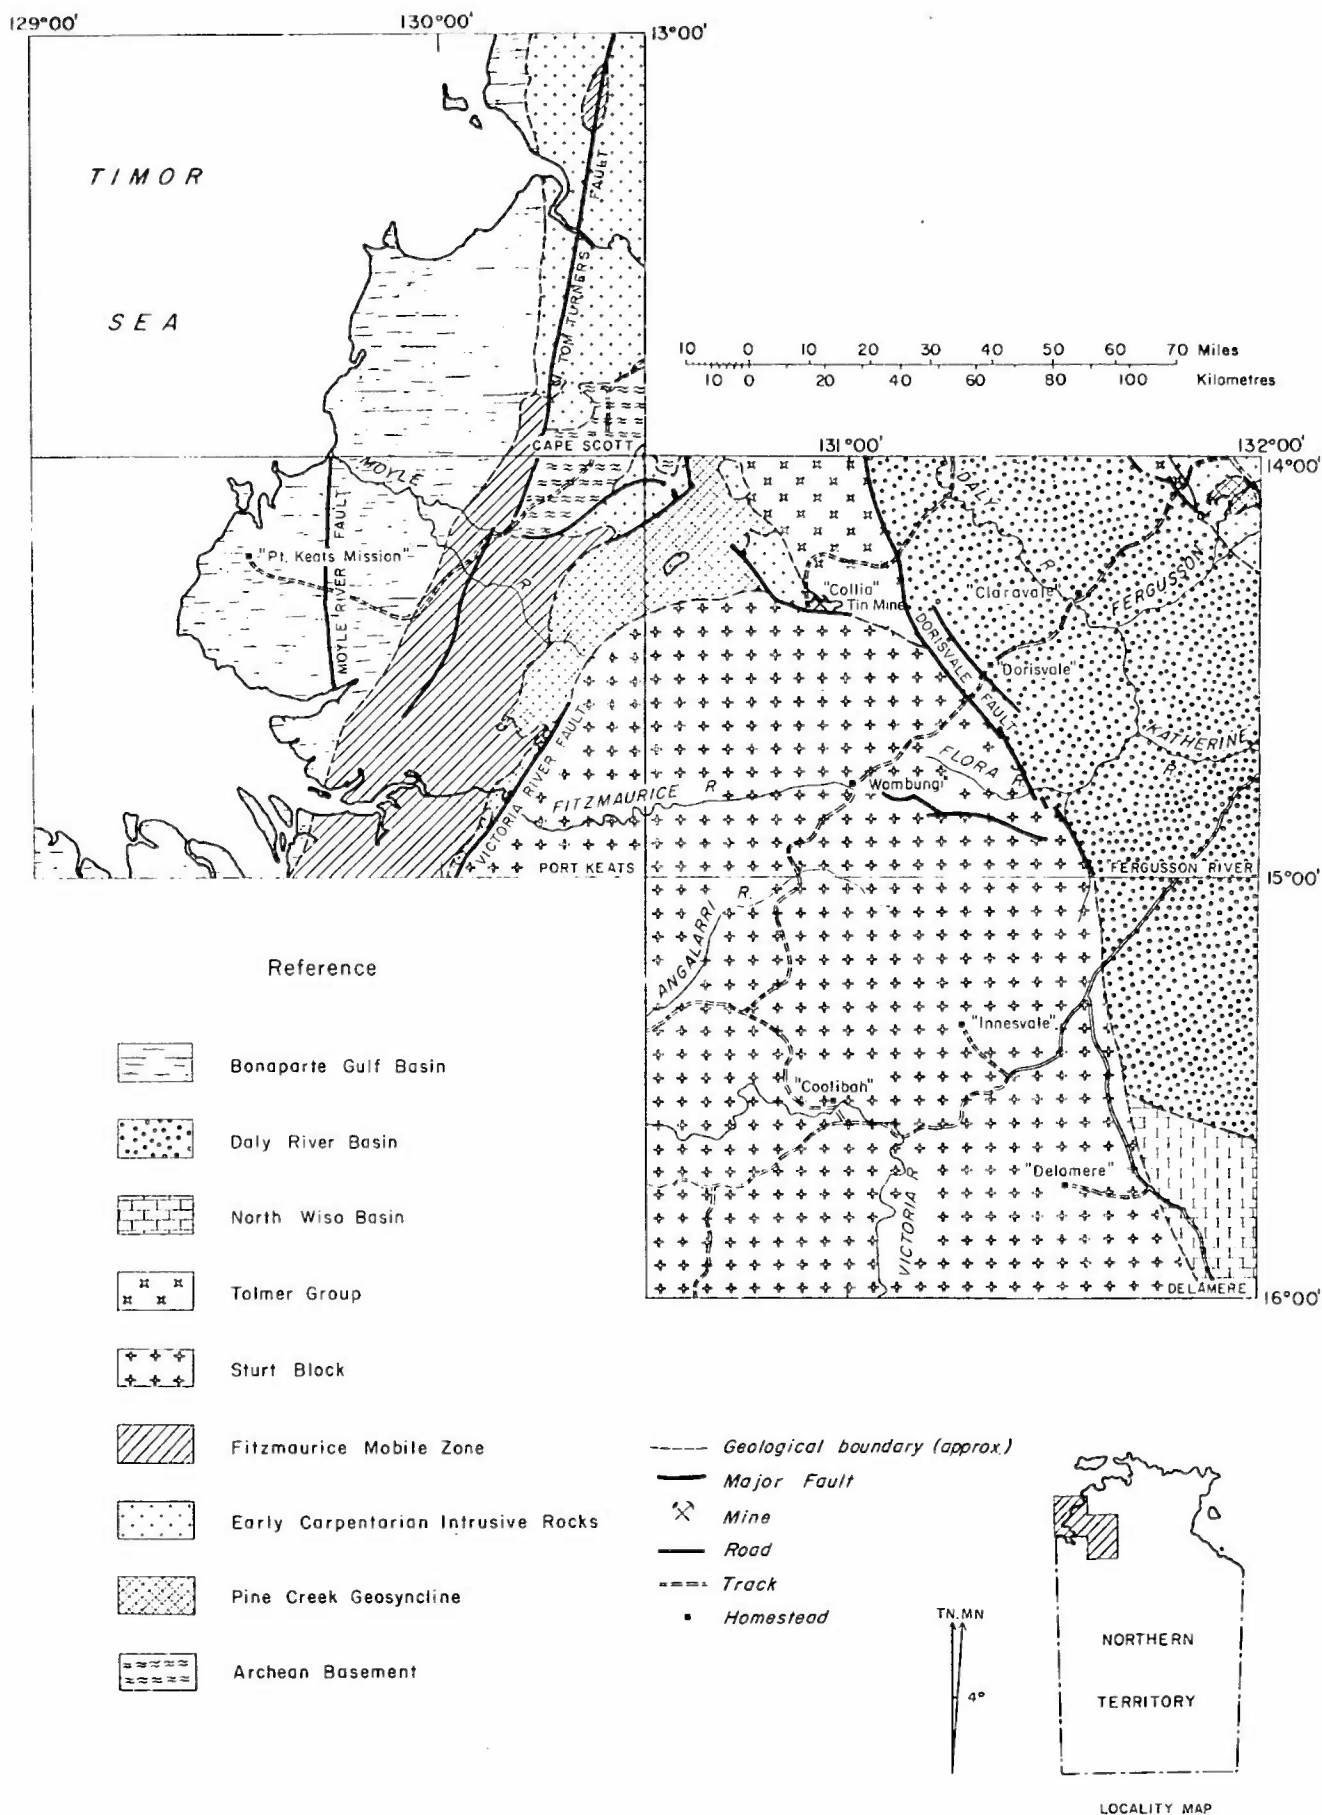 129°00'
130°00'
13°00'
TIMOR
SEA
TOM TURNERS FAULT
10 0 10 20 30 40 50 60 70 Miles
10 0 20 40 60 80 100 Kilometres
131°00'
132°00'
14°00'
CAPE SCOTT
MOYLE
R
DALY
R
"Pt. Keats Mission"
MOYLE RIVER FAULT
"Collia"
Tin Mine
"Claravale"
FERGUSSON
DORISVALE FAULT
"Dorisvale"
KATHERINE
R.
FLORA R
"Wombungi"
VICTORIA RIVER FAULT
FITZMAURICE R
PORT KEATS
FERGUSSON RIVER
15°00'
ANGALARRI R.
"Innesvale"
"Coolibah"
"Delamere"
VICTORIA R
DELAMERE
16°00'
Reference
Bonaparte Gulf Basin
Daly River Basin
North Wiso Basin
Tolmer Group
Sturt Block
Fitzmaurice Mobile Zone
Early Carpentarian Intrusive Rocks
Pine Creek Geosyncline
Archean Basement
Geological boundary (approx.)
Major Fault
Mine
Road
Track
Homestead
TN.MN
4°
NORTHERN
TERRITORY
LOCALITY MAP